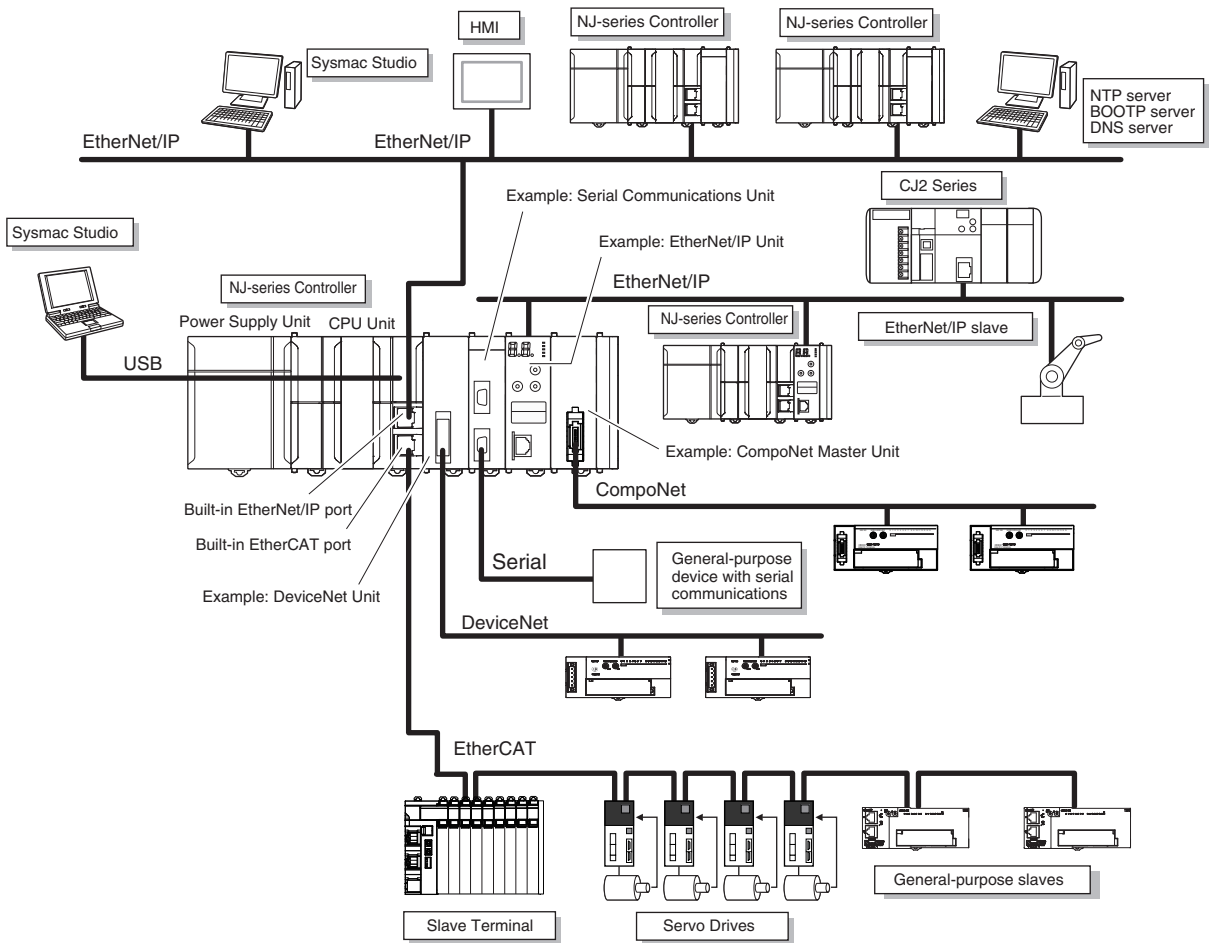 HMI
NJ-series Controller
NJ-series Controller
Sysmac Studio
NTP server
BOOTP server
DNS server
EtherNet/IP
EtherNet/IP
CJ2 Series
Example: Serial Communications Unit
Sysmac Studio
Example: EtherNet/IP Unit
EtherNet/IP
NJ-series Controller
NJ-series Controller
EtherNet/IP slave
Power Supply Unit
CPU Unit
USB
Example: CompoNet Master Unit
CompoNet
Built-in EtherNet/IP port
Built-in EtherCAT port
Serial
General-purpose
device with serial
communications
Example: DeviceNet Unit
DeviceNet
EtherCAT
General-purpose slaves
Slave Terminal
Servo Drives